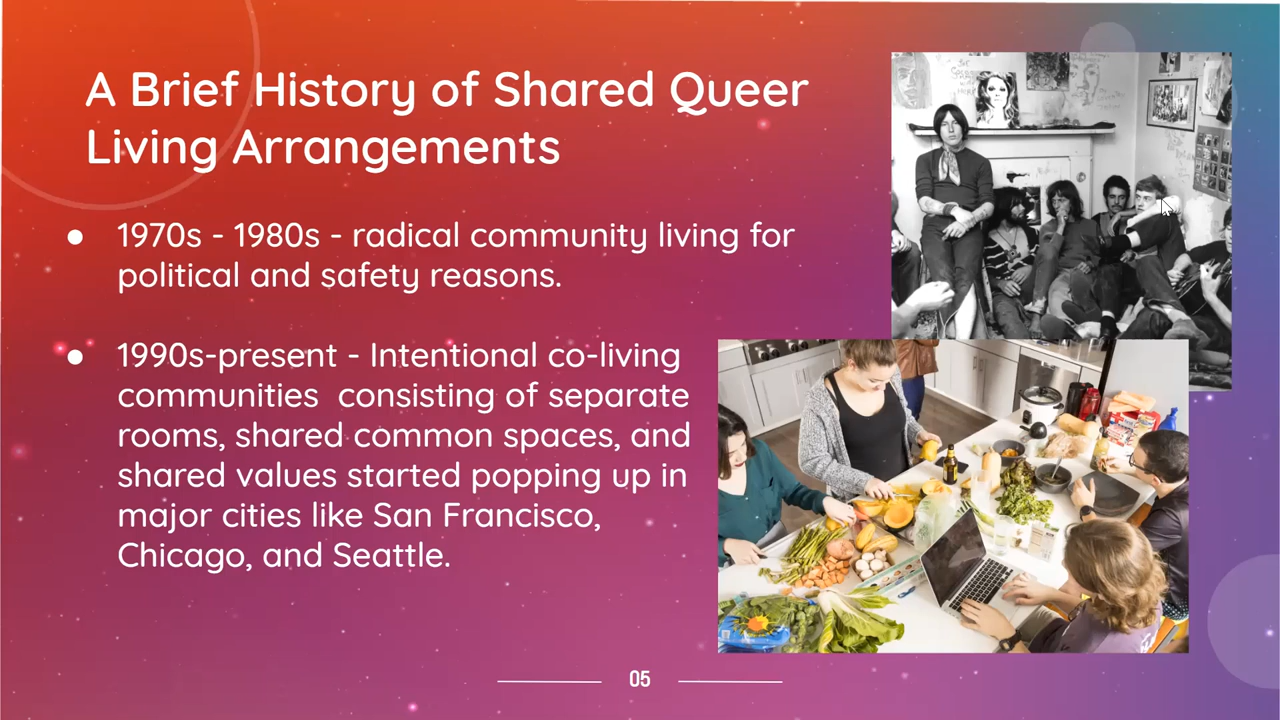 A Brief History of Shared Queer
Living Arrangements
● 1970s - 1980s - radical community living for
political and safety reasons.
● 1990s-present - Intentional co-living
communities  consisting of separate
rooms, shared common spaces, and
shared values started popping up in
major cities like San Francisco,
Chicago, and Seattle.
05